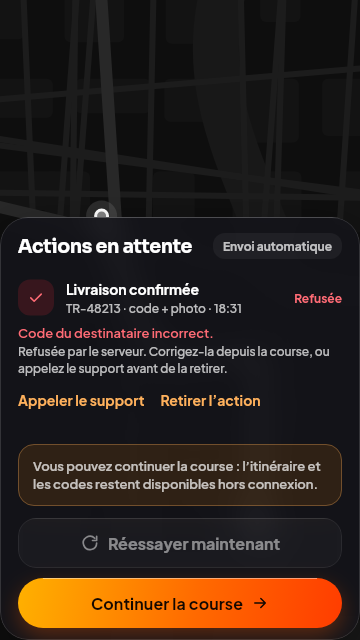 Actions en attente
Envoi automatique
Livraison confirmée
TR-48213 · code + photo · 18:31
Refusée
Code du destinataire incorrect.
Refusée par le serveur. Corrigez-la depuis la course, ou
appelez le support avant de la retirer.
Appeler le support
Retirer l’action
Vous pouvez continuer la course : l’itinéraire et
les codes restent disponibles hors connexion.
Réessayer maintenant
Continuer la course →